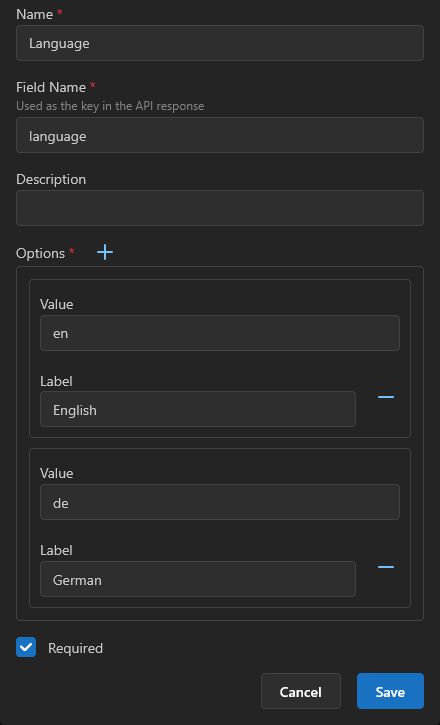 Name *
Language
Field Name *
Used as the key in the API response
language
Description
Options *
Value
en
Label
English
Value
de
Label
German
Required
Cancel Save